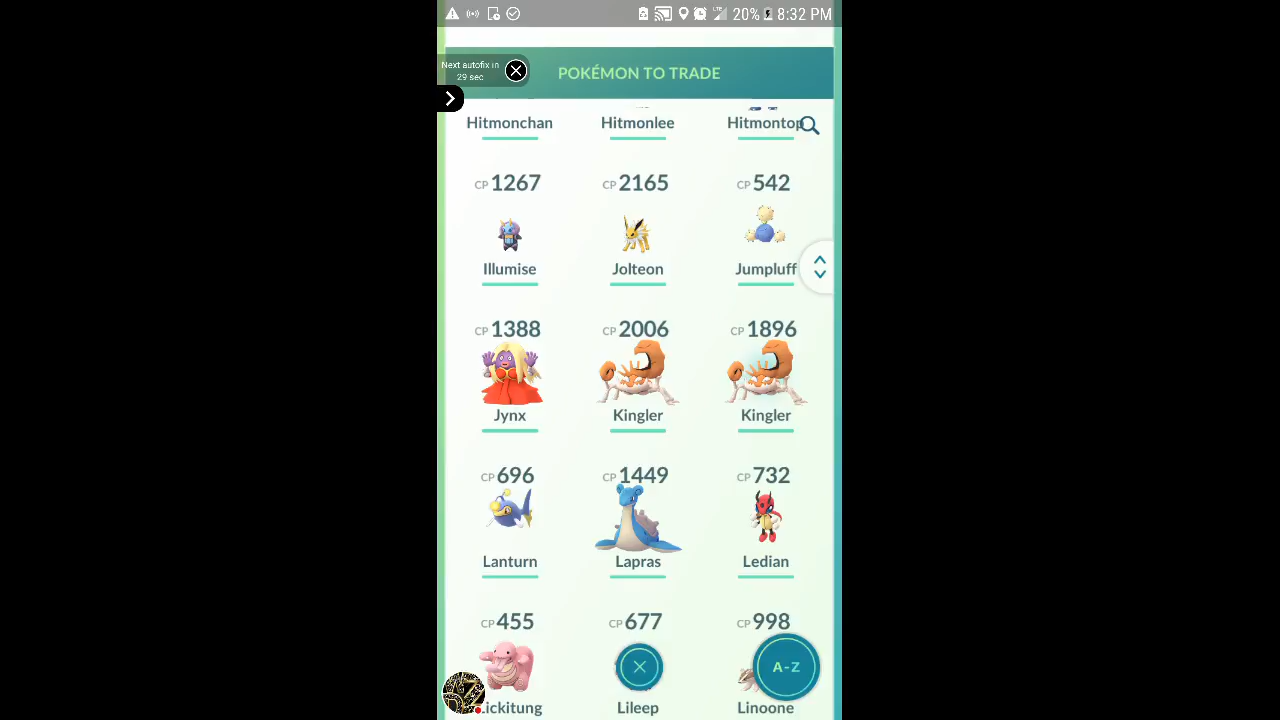 LTE 20% 8:32 PM
Next autofix in
29 sec
POKÉMON TO TRADE
Hitmonchan Hitmonlee Hitmontop
CP 1267 CP 2165 CP 542
Illumise Jolteon Jumpluff
CP 1388 CP 2006 CP 1896
Jynx Kingler Kingler
CP 696 CP 1449 CP 732
Lanturn Lapras Ledian
CP 455 CP 677 CP 998
A-Z
Lickitung Lileep Linoone